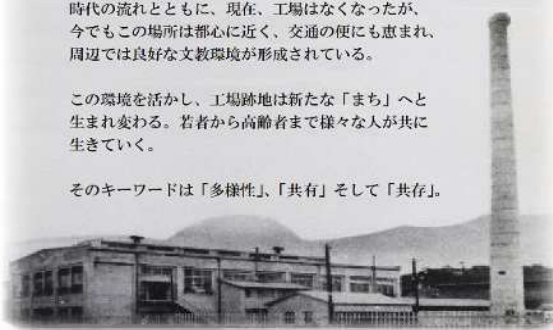 時代の流れとともに、現在、工場はなくなったが、
今でもこの場所は都心に近く、交通の便にも恵まれ、
周辺では良好な文教環境が形成されている。
この環境を活かし、工場跡地は新たな「まち」へと
生まれ変わる。若者から高齢者まで様々な人が共に
生きていく。
そのキーワードは「多様性」、「共有」そして「共存」。